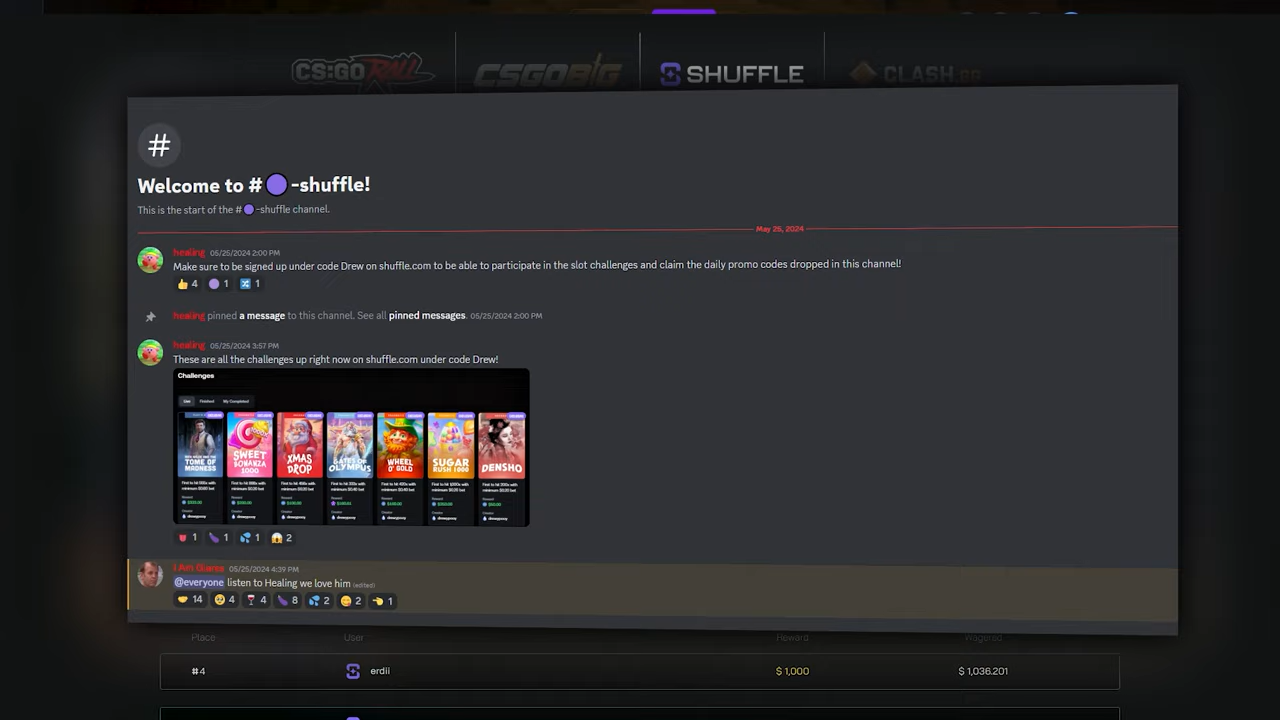 CS:GO ROLL
CSGOBIG
SHUFFLE
CLASH.GG
#
Welcome to # -shuffle!
This is the start of the # -shuffle channel.
May 25, 2024
healing 05/25/2024 2:00 PM
Make sure to be signed up under code Drew on shuffle.com to be able to participate in the slot challenges and claim the daily promo codes dropped in this channel!
4 1 1
healing pinned a message to this channel. See all pinned messages. 05/25/2024 2:00 PM
healing 05/25/2024 3:57 PM
These are all the challenges up right now on shuffle.com under code Drew!
Challenges
Live Finished My Completed
TOME OF MADNESS
SWEET BONANZA 1000
XMAS DROP
GATES OF OLYMPUS
WHEEL O' GOLD
SUGAR RUSH 1000
DENSHO
1 1 1 2
05/25/2024 4:39 PM
@everyone listen to Healing we love him (edited)
14 4 4 8 2 2 1
Place User Reward Wagered
#4 erdii $ 1,000 $ 1,036.201